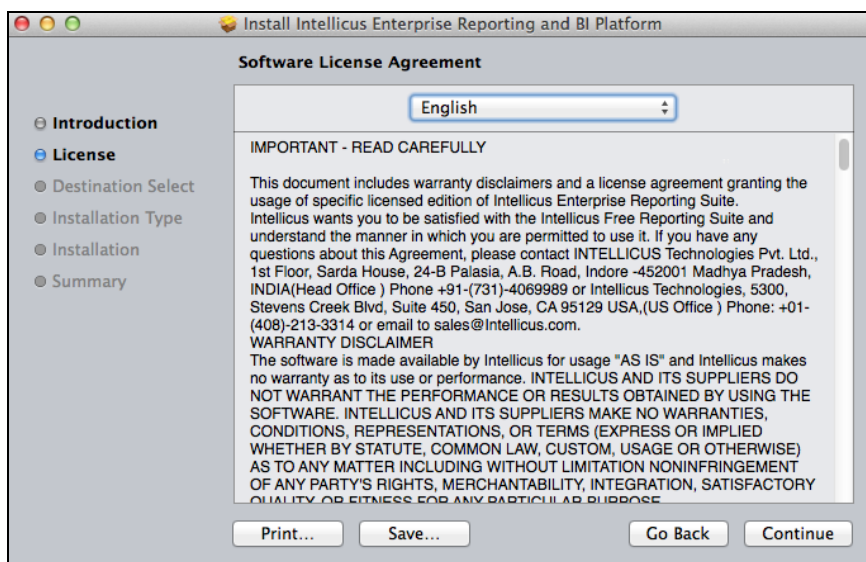 Install Intellicus Enterprise Reporting and BI Platform
Software License Agreement
English
Introduction
License
Destination Select
Installation Type
Installation
Summary
IMPORTANT - READ CAREFULLY
This document includes warranty disclaimers and a license agreement granting the
usage of specific licensed edition of Intellicus Enterprise Reporting Suite.
Intellicus wants you to be satisfied with the Intellicus Free Reporting Suite and
understand the manner in which you are permitted to use it. If you have any
questions about this Agreement, please contact INTELLICUS Technologies Pvt. Ltd.,
1st Floor, Sarda House, 24-B Palasia, A.B. Road, Indore -452001 Madhya Pradesh,
INDIA(Head Office ) Phone +91-(731)-4069989 or Intellicus Technologies, 5300,
Stevens Creek Blvd, Suite 450, San Jose, CA 95129 USA,(US Office ) Phone: +01-
(408)-213-3314 or email to sales@Intellicus.com.
WARRANTY DISCLAIMER
The software is made available by Intellicus for usage "AS IS" and Intellicus makes
no warranty as to its use or performance. INTELLICUS AND ITS SUPPLIERS DO
NOT WARRANT THE PERFORMANCE OR RESULTS OBTAINED BY USING THE
SOFTWARE. INTELLICUS AND ITS SUPPLIERS MAKE NO WARRANTIES,
CONDITIONS, REPRESENTATIONS, OR TERMS (EXPRESS OR IMPLIED
WHETHER BY STATUTE, COMMON LAW, CUSTOM, USAGE OR OTHERWISE)
AS TO ANY MATTER INCLUDING WITHOUT LIMITATION NONINFRINGEMENT
OF ANY PARTY'S RIGHTS, MERCHANTABILITY, INTEGRATION, SATISFACTORY
QUALITY, OR FITNESS FOR ANY PARTICULAR PURPOSE.
Print...
Save...
Go Back
Continue